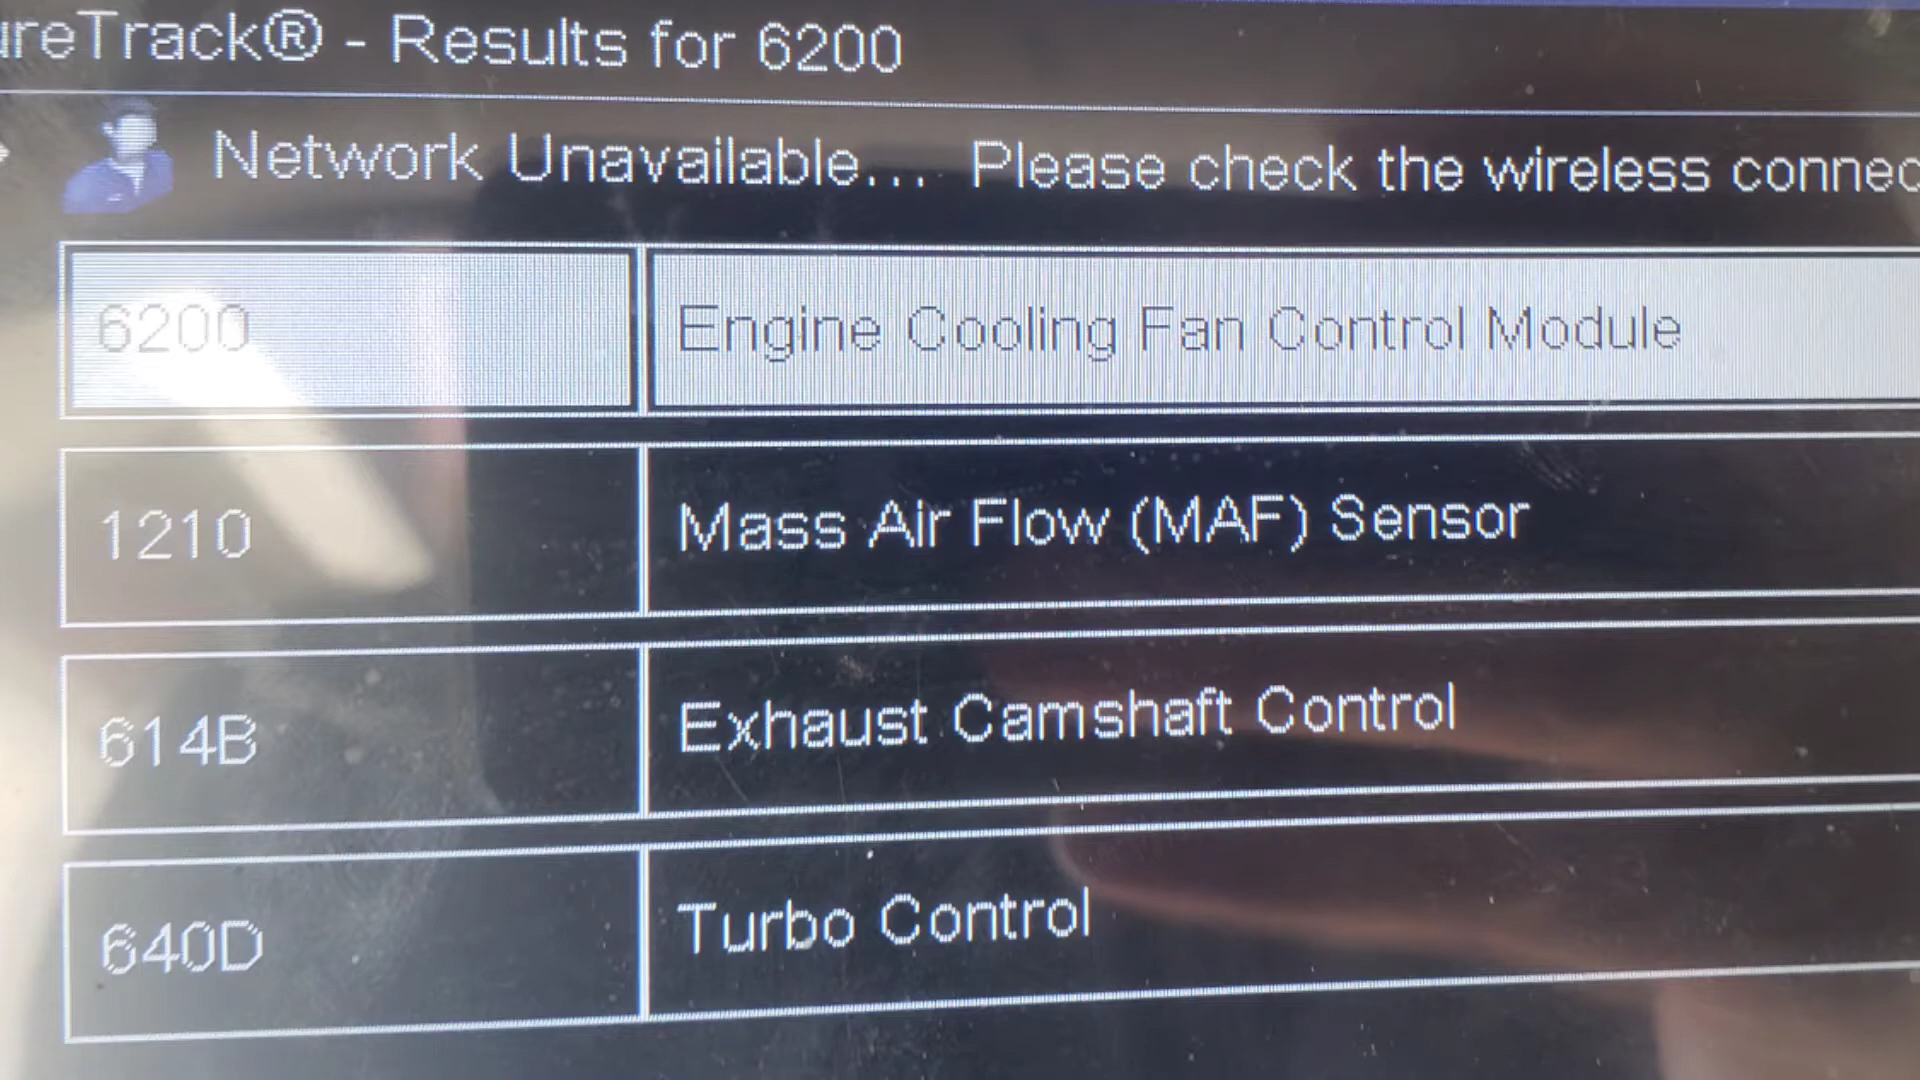 ureTrack® - Results for 6200
Network Unavailable... Please check the wireless connec
6200 Engine Cooling Fan Control Module
1210 Mass Air Flow (MAF) Sensor
614B Exhaust Camshaft Control
640D Turbo Control